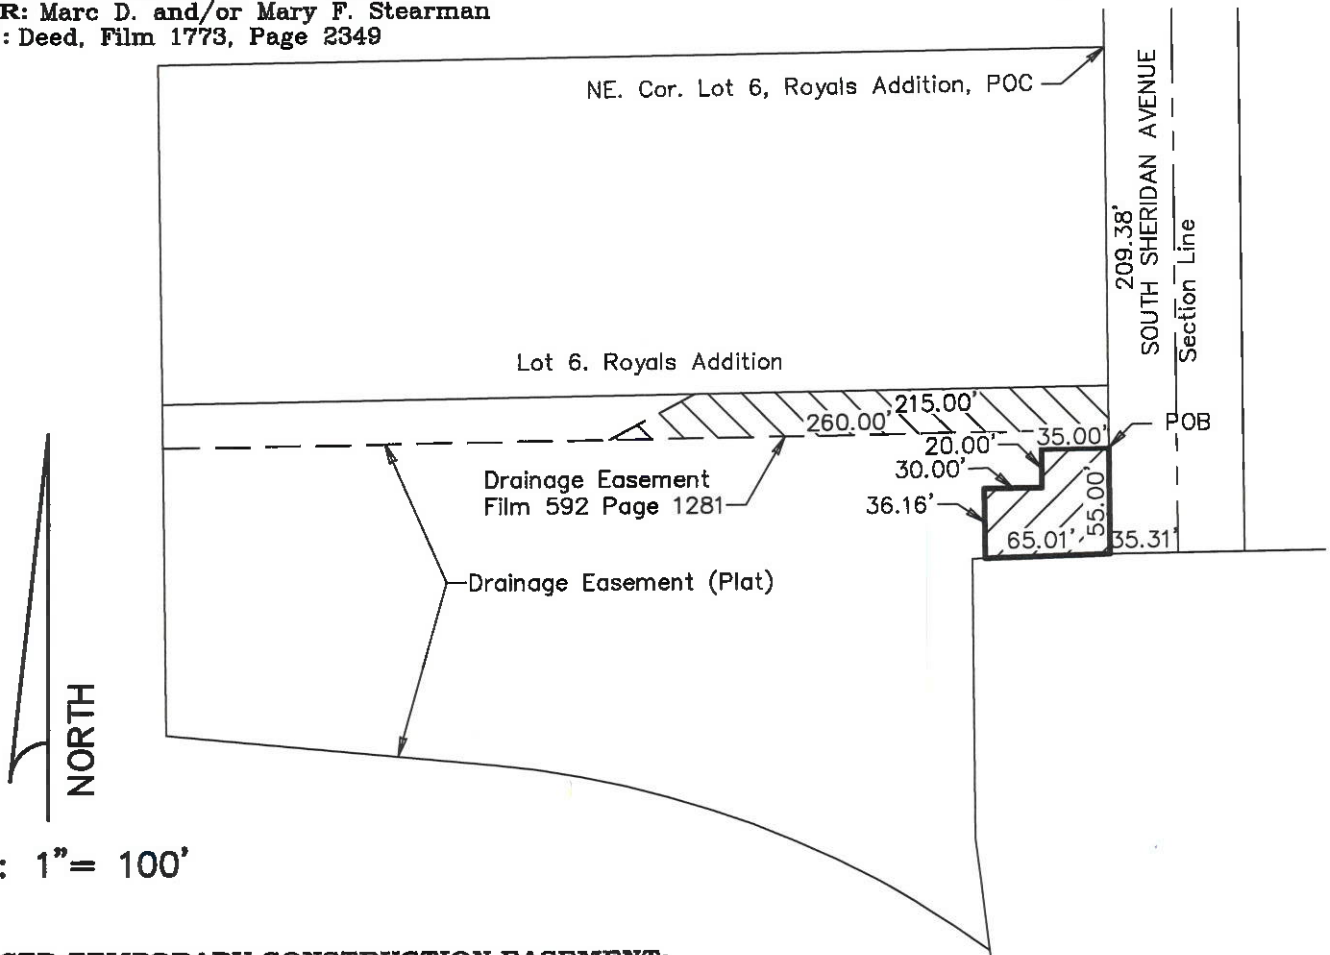 R: Marc D. and/or Mary F. Stearman
: Deed, Film 1773, Page 2349
NE. Cor. Lot 6, Royals Addition, POC
SOUTH SHERIDAN AVENUE
209.38'
Section Line
Lot 6. Royals Addition
215.00'
260.00'
POB
35.00'
20.00'
30.00'
36.16'
55.00'
65.01'
35.31'
Drainage Easement
Film 592 Page 1281
Drainage Easement (Plat)
NORTH
: 1"= 100'
TEMPORARY CONSTRUCTION EASEMENT: